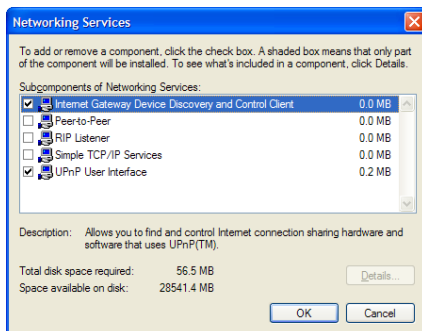 Networking Services
To add or remove a component, click the check box. A shaded box means that only part
of the component will be installed. To see what's included in a component, click Details.
Subcomponents of Networking Services:
Internet Gateway Device Discovery and Control Client 0.0 MB
Peer-to-Peer 0.0 MB
RIP Listener 0.0 MB
Simple TCP/IP Services 0.0 MB
UPnP User Interface 0.2 MB
Description: Allows you to find and control Internet connection sharing hardware and
software that uses UPnP(TM).
Total disk space required: 56.5 MB
Details...
Space available on disk: 28541.4 MB
OK Cancel